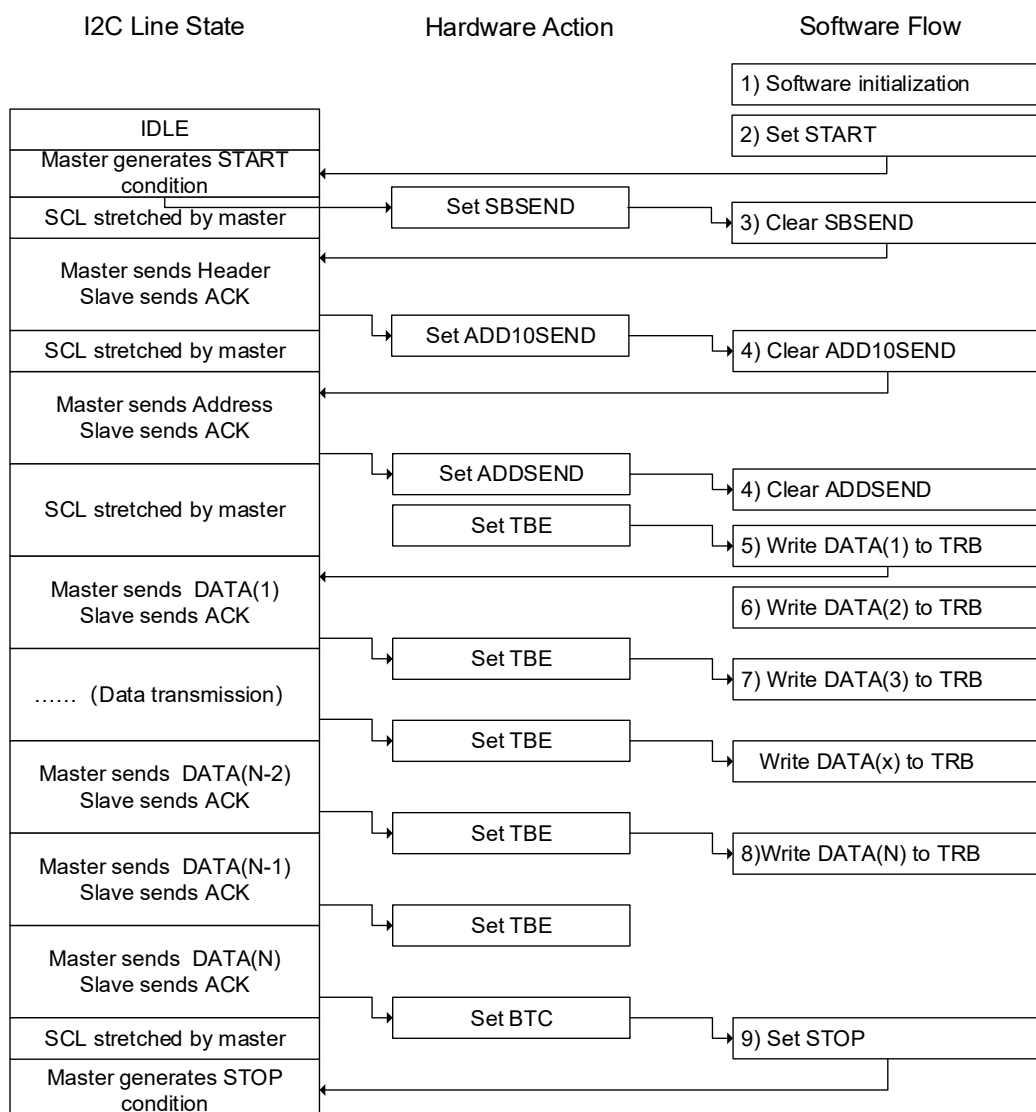 I2C Line State
Hardware Action
Software Flow
1) Software initialization
IDLE
2) Set START
Master generates START
condition
Set SBSEND
SCL stretched by master
3) Clear SBSEND
Master sends Header
Slave sends ACK
Set ADD10SEND
SCL stretched by master
4) Clear ADD10SEND
Master sends Address
Slave sends ACK
Set ADDSEND
4) Clear ADDSEND
SCL stretched by master
Set TBE
5) Write DATA(1) to TRB
Master sends DATA(1)
Slave sends ACK
6) Write DATA(2) to TRB
Set TBE
7) Write DATA(3) to TRB
...... (Data transmission)
Set TBE
Write DATA(x) to TRB
Master sends DATA(N-2)
Slave sends ACK
Set TBE
8)Write DATA(N) to TRB
Master sends DATA(N-1)
Slave sends ACK
Set TBE
Master sends DATA(N)
Slave sends ACK
Set BTC
SCL stretched by master
9) Set STOP
Master generates STOP
condition